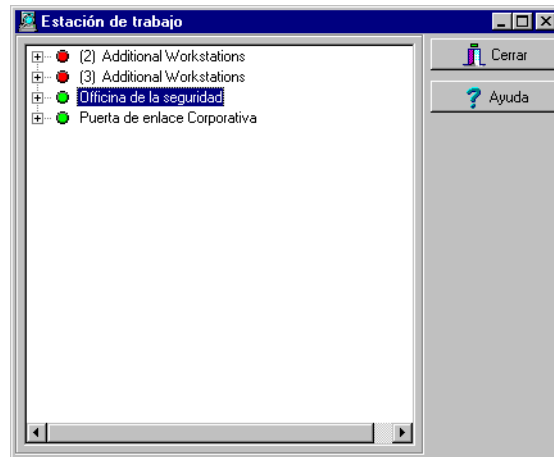 Estación de trabajo
(2) Additional Workstations
(3) Additional Workstations
Officina de la seguridad
Puerta de enlace Corporativa
Cerrar
Ayuda